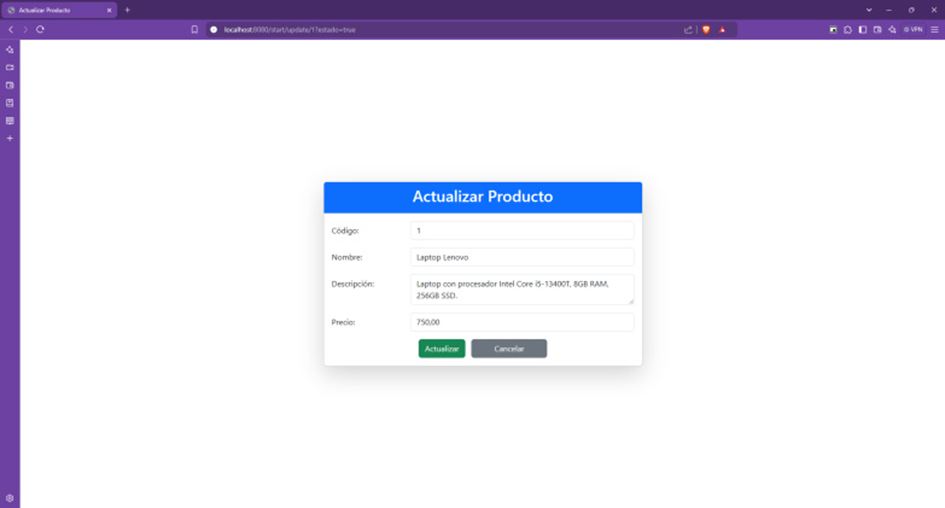 Actualizar Producto
localhost:8080/start/update/1?estado=true
VPN
Actualizar Producto
Código:
1
Nombre:
Laptop Lenovo
Descripción:
Laptop con procesador Intel Core i5-13400T, 8GB RAM,
256GB SSD.
Precio:
750,00
Actualizar
Cancelar